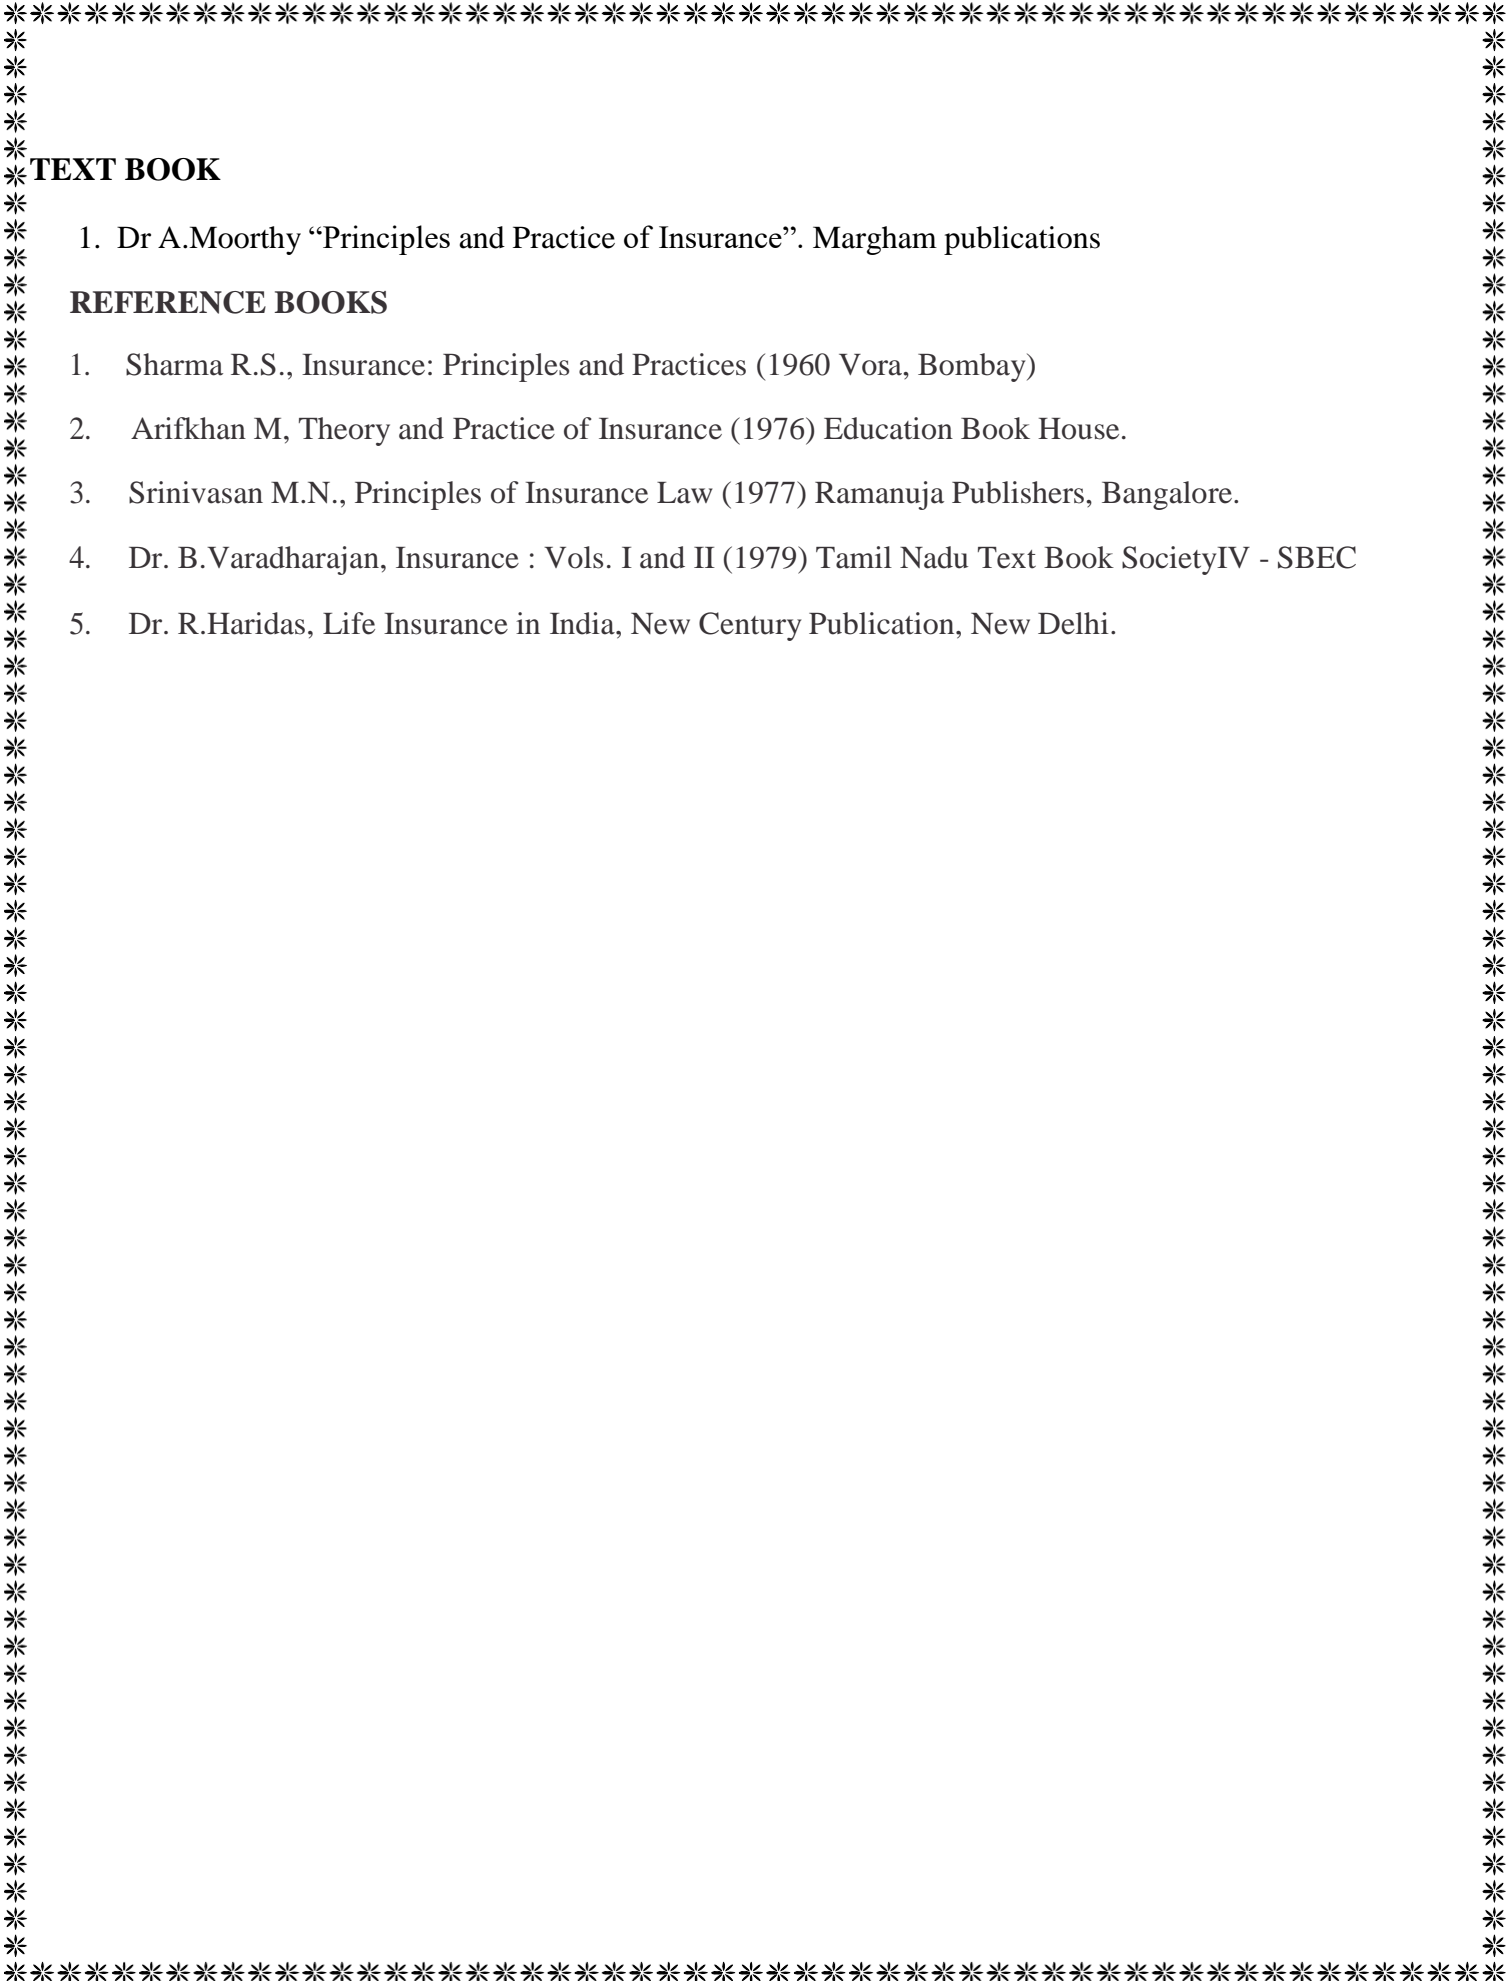 TEXT BOOK
1. Dr A.Moorthy “Principles and Practice of Insurance”. Margham publications
REFERENCE BOOKS
1. Sharma R.S., Insurance: Principles and Practices (1960 Vora, Bombay)
2. Arifkhan M, Theory and Practice of Insurance (1976) Education Book House.
3. Srinivasan M.N., Principles of Insurance Law (1977) Ramanuja Publishers, Bangalore.
4. Dr. B.Varadharajan, Insurance : Vols. I and II (1979) Tamil Nadu Text Book SocietyIV - SBEC
5. Dr. R.Haridas, Life Insurance in India, New Century Publication, New Delhi.